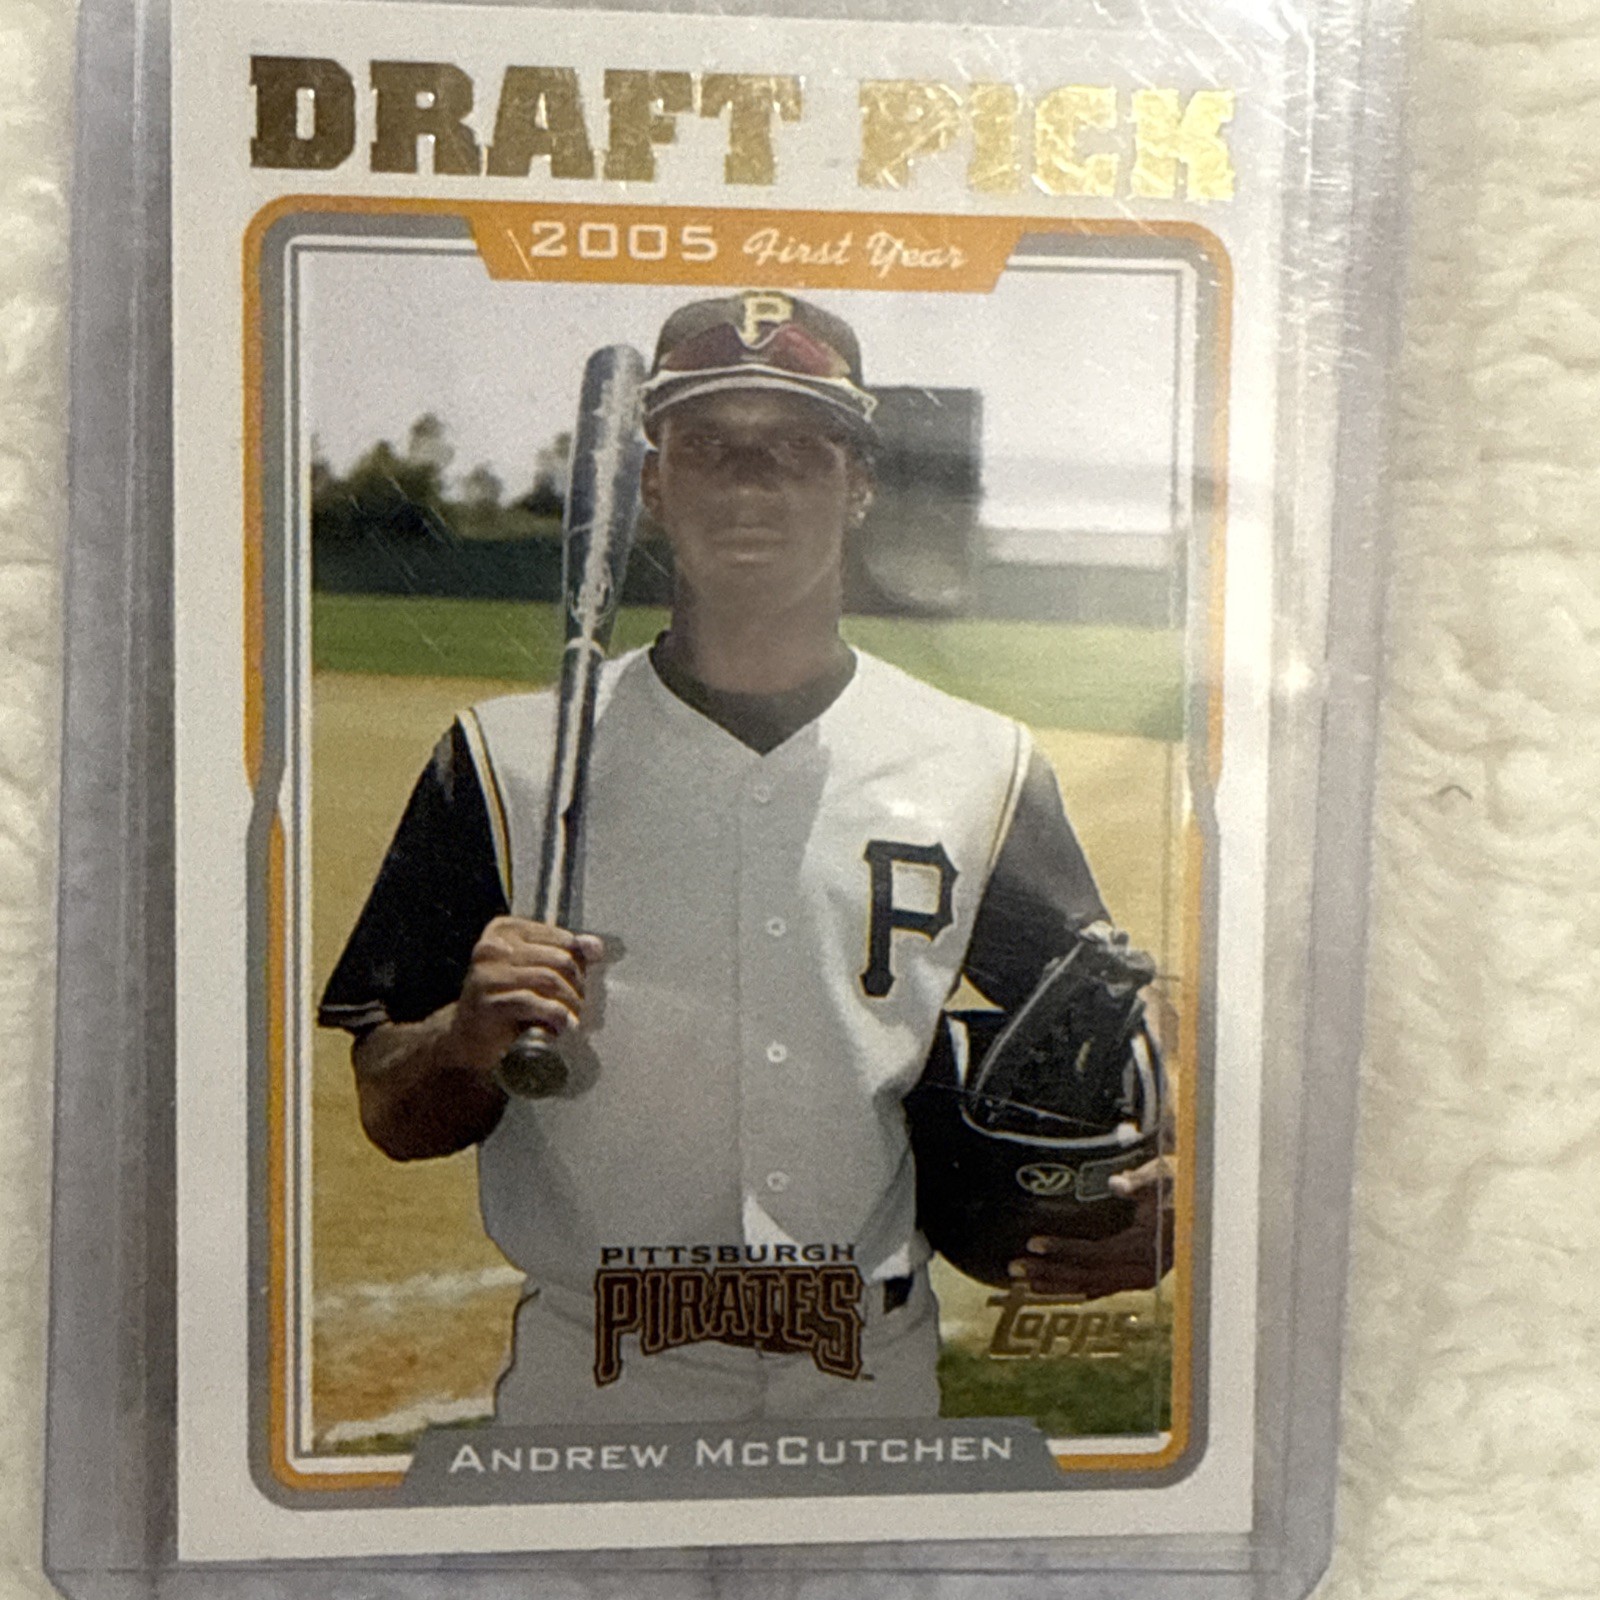 DRAFT PICK
2005 First Year
P
P
R
PITTSBURGH
PIRATES
Topps
ANDREW MCCUTCHEN